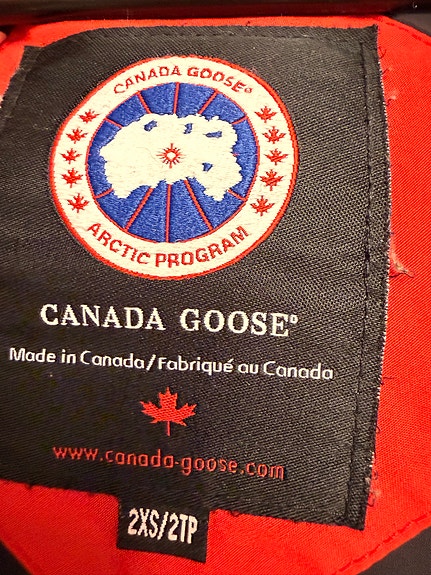 CANADA GOOSE®
ARCTIC PROGRAM
CANADA GOOSE®
Made in Canada/Fabriqué au Canada
www.canada-goose.com
2XS/2TP